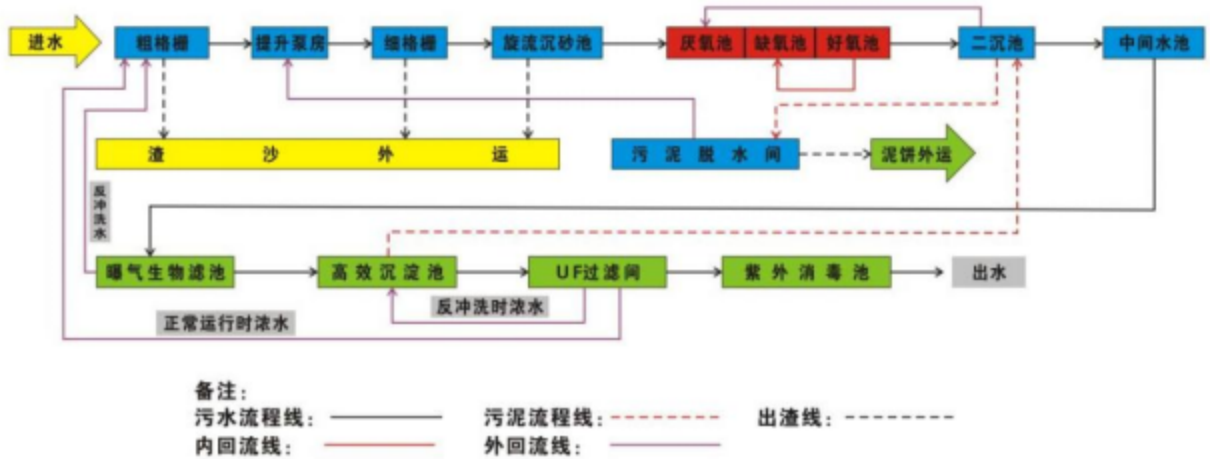 进水 粗格栅 提升泵房 细格栅 旋流沉砂池 厌氧池 缺氧池 好氧池 二沉池 中间水池
渣沙外运 污泥脱水间 泥饼外运
反冲洗水
曝气生物滤池 高效沉淀池 UF过滤间 紫外消毒池 出水
反冲洗时浓水
正常运行时浓水
备注：
污水流程线： 污泥流程线： 出渣线：
内回流线： 外回流线：